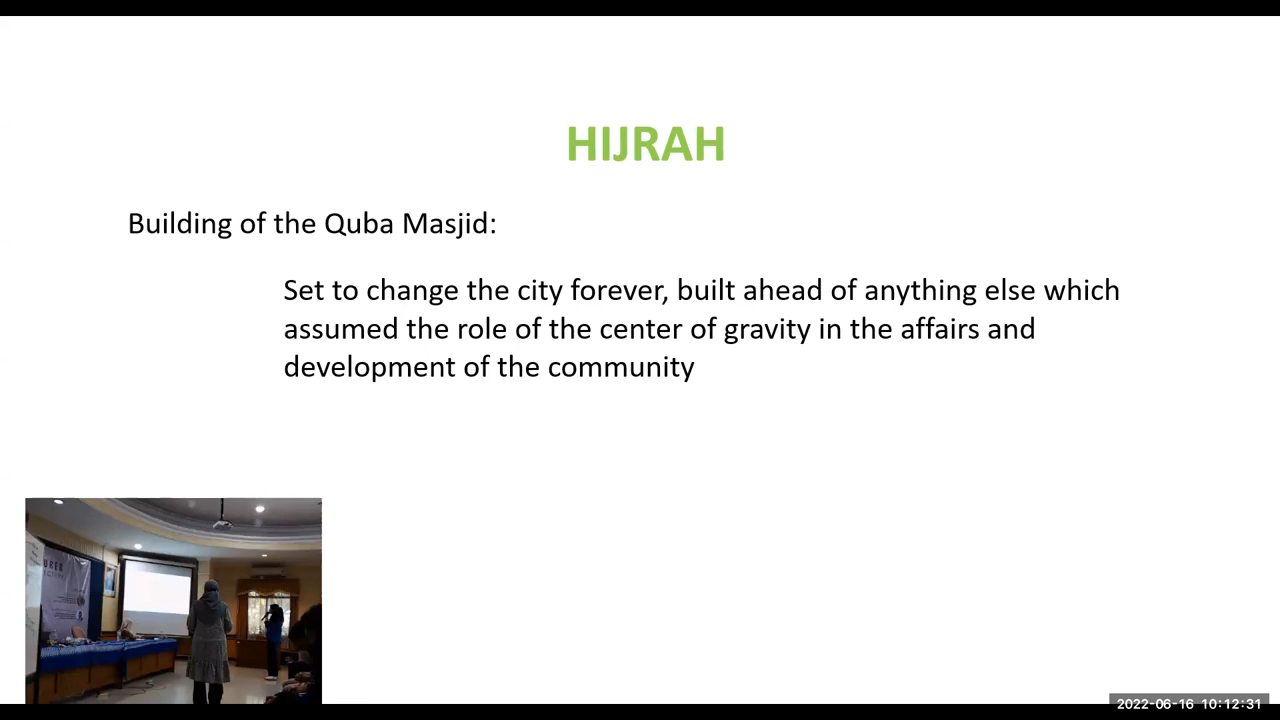 HIJRAH
Building of the Quba Masjid:
Set to change the city forever, built ahead of anything else which
assumed the role of the center of gravity in the affairs and
development of the community
2022-06-16 10:12:31